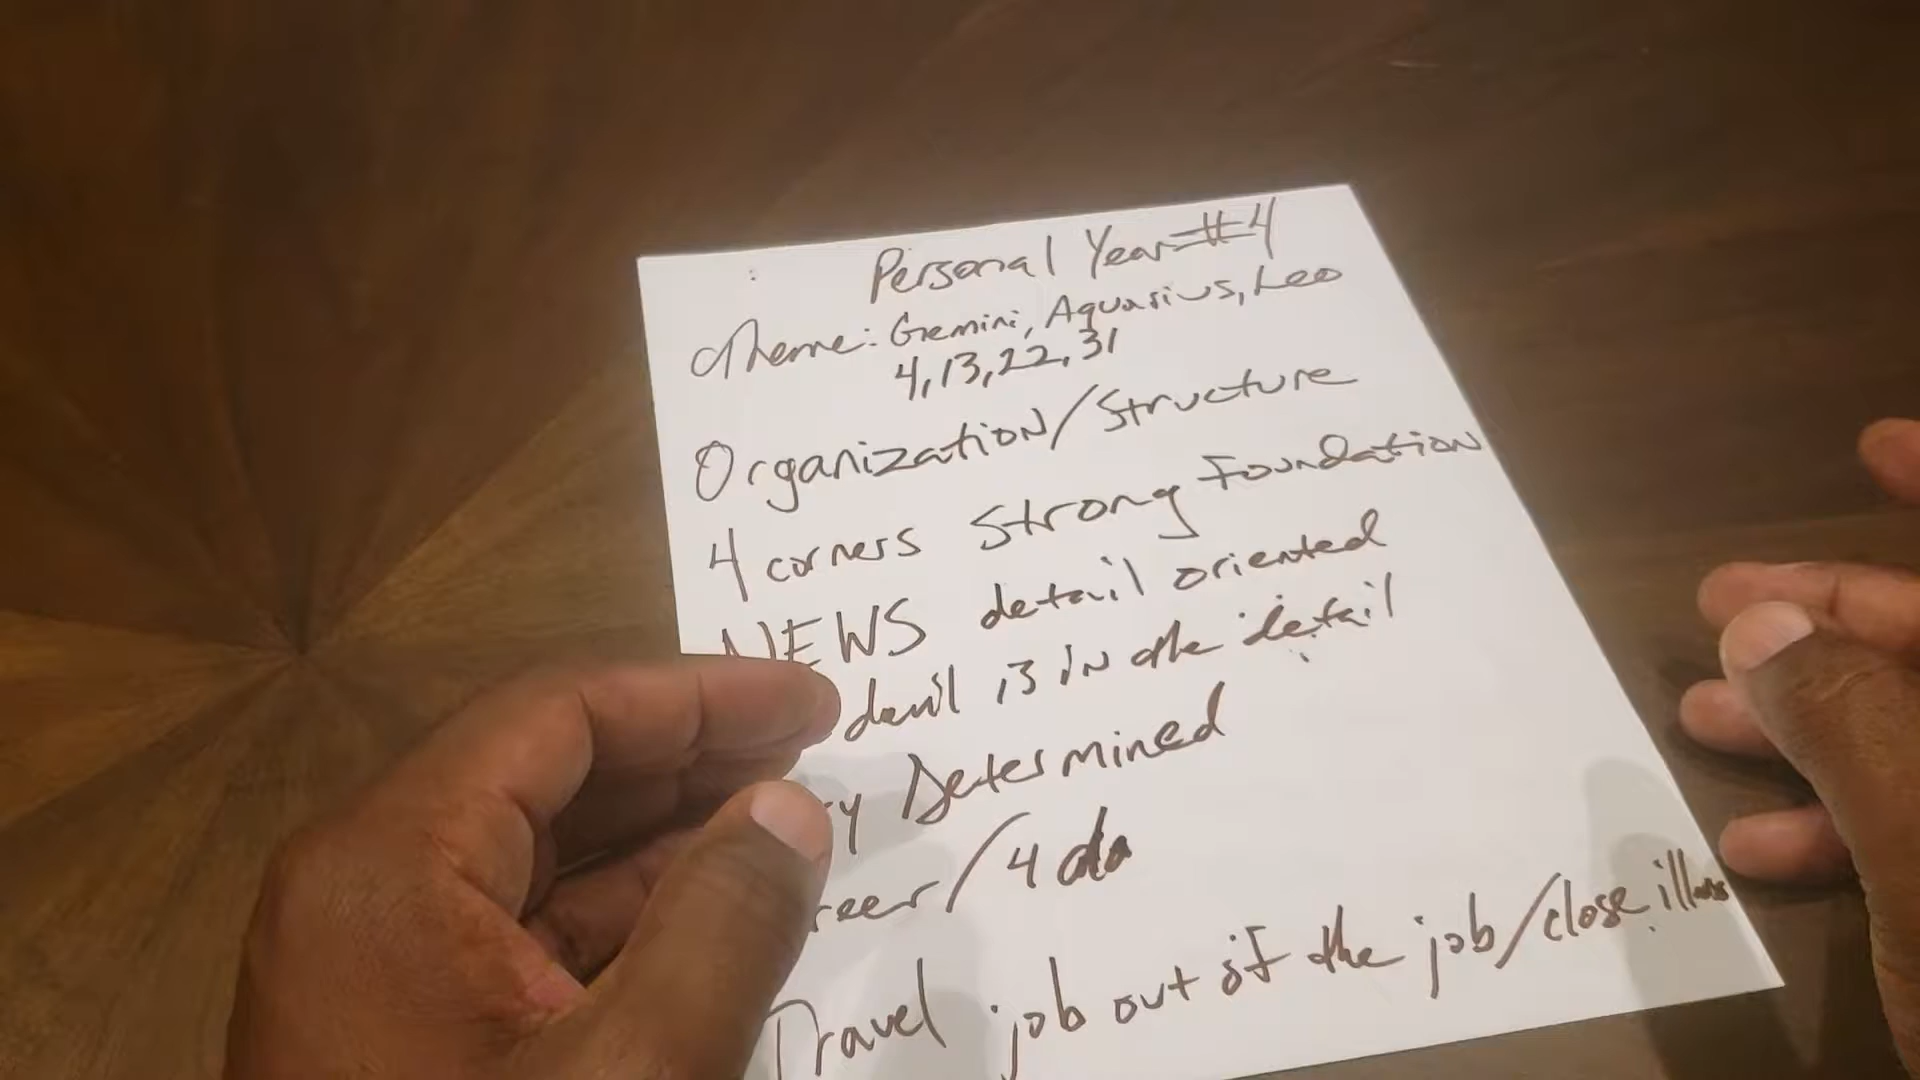 Personal Year #4
Theme: Gemini, Aquarius, Leo
4, 13, 22, 31
Organization/Structure
4 corners Strong Foundation
NEWS detail oriented
devil is in the detail
Determined
4
Travel job out of the job/close